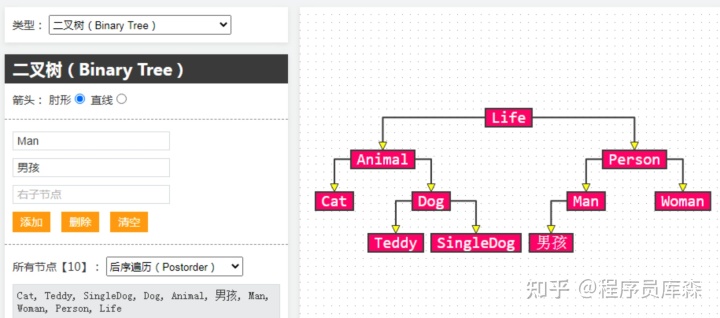 类型： 二叉树（Binary Tree）
二叉树（Binary Tree）
箭头： 肘形 直线
Man
男孩
右子节点
添加 删除 清空
所有节点【10】： 后序遍历（Postorder）
Cat, Teddy, SingleDog, Dog, Animal, 男孩, Man,
Woman, Person, Life
Life
Animal Person
Cat Dog Man Woman
Teddy SingleDog 男孩
知乎 @程序员库森